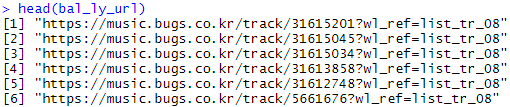 > head(bal_ly_url)
[1] "https://music.bugs.co.kr/track/31615201?wl_ref=list_tr_08"
[2] "https://music.bugs.co.kr/track/31615045?wl_ref=list_tr_08"
[3] "https://music.bugs.co.kr/track/31615034?wl_ref=list_tr_08"
[4] "https://music.bugs.co.kr/track/31613858?wl_ref=list_tr_08"
[5] "https://music.bugs.co.kr/track/31612748?wl_ref=list_tr_08"
[6] "https://music.bugs.co.kr/track/5661676?wl_ref=list_tr_08"